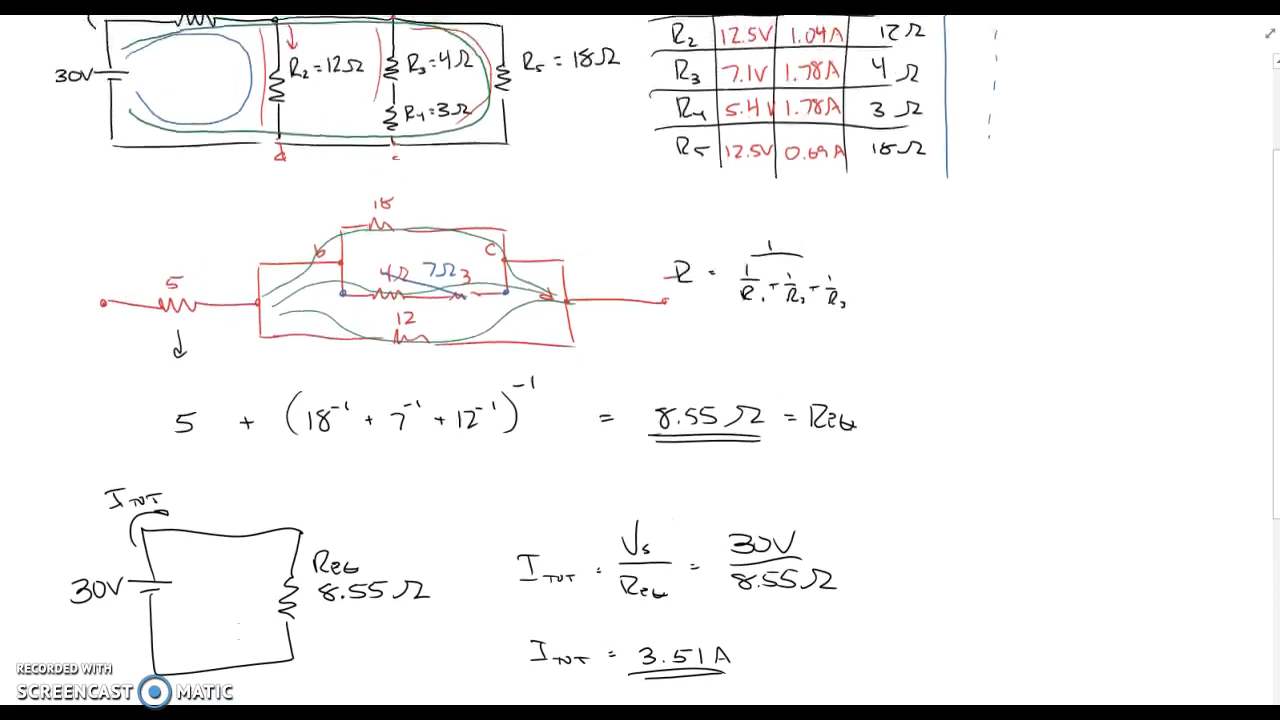 30V
R2 = 12Ω
R3 = 4Ω
R4 = 3Ω
R5 = 18Ω
d
c
R2 12.5V 1.04A 12Ω
R3 7.1V 1.78A 4Ω
R4 5.4V 1.78A 3Ω
R5 12.5V 0.69A 18Ω
18
b
c
5
4Ω 7Ω 3
d
12
R = 1 / (1/R1 + 1/R2 + 1/R3)
5 + (18⁻¹ + 7⁻¹ + 12⁻¹)⁻¹ = 8.55Ω = REQ
ITOT
30V
REQ
8.55Ω
ITOT = Vs/REQ = 30V/8.55Ω
ITOT = 3.51A
RECORDED WITH
SCREENCAST MATIC